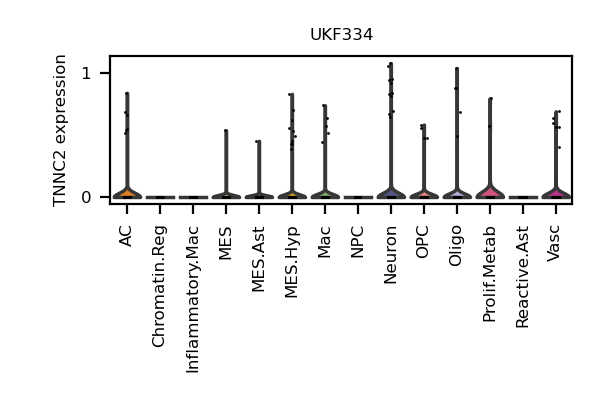 UKF334
TNNC2 expression
1
0
AC
Chromatin.Reg
Inflammatory.Mac
MES
MES.Ast
MES.Hyp
Mac
NPC
Neuron
OPC
Oligo
Prolif.Metab
Reactive.Ast
Vasc